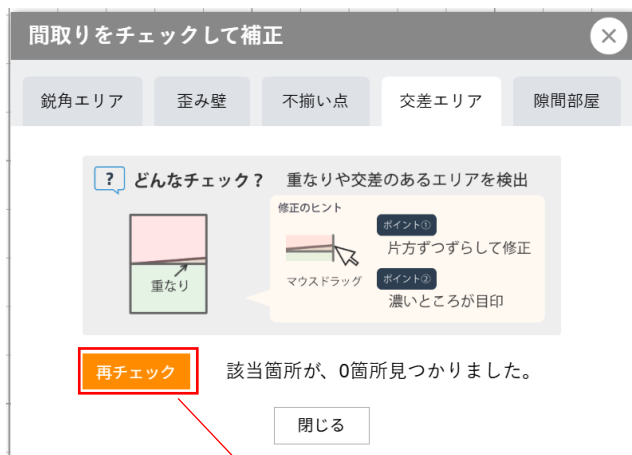 間取りをチェックして補正
鋭角エリア 歪み壁 不揃い点 交差エリア 隙間部屋
? どんなチェック? 重なりや交差のあるエリアを検出
修正のヒント
ポイント①
片方ずつずらして修正
重なり
マウスドラッグ
ポイント②
濃いところが目印
再チェック 該当箇所が、0箇所見つかりました。
閉じる